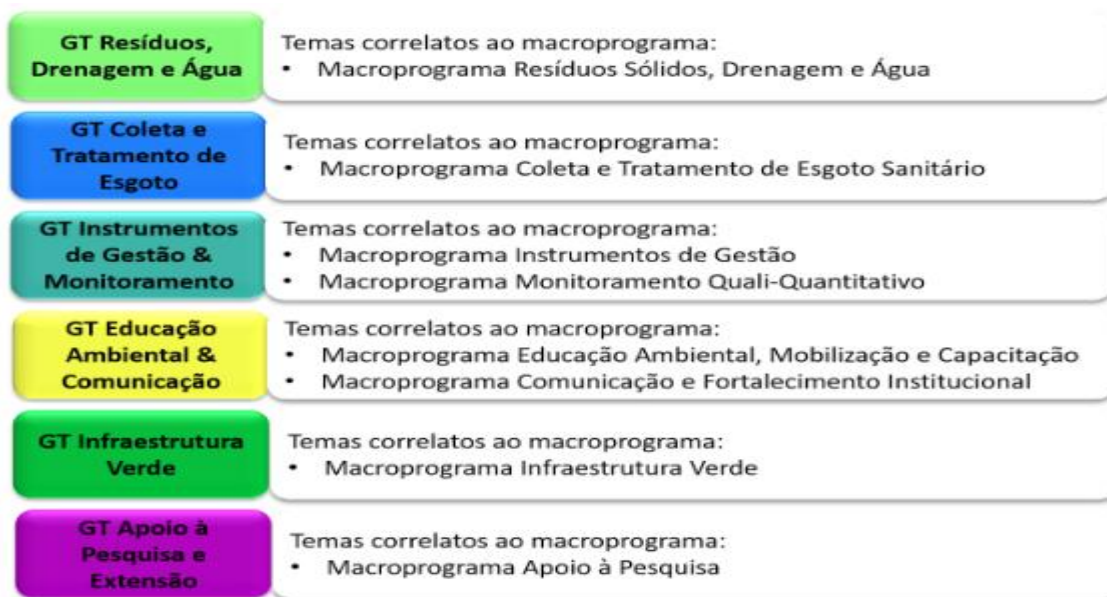 GT Resíduos,
Drenagem e Água
Temas correlatos ao macroprograma:
• Macroprograma Resíduos Sólidos, Drenagem e Água
GT Coleta e
Tratamento de
Esgoto
Temas correlatos ao macroprograma:
• Macroprograma Coleta e Tratamento de Esgoto Sanitário
GT Instrumentos
de Gestão &
Monitoramento
Temas correlatos ao macroprograma:
• Macroprograma Instrumentos de Gestão
• Macroprograma Monitoramento Quali-Quantitativo
GT Educação
Ambiental &
Comunicação
Temas correlatos ao macroprograma:
• Macroprograma Educação Ambiental, Mobilização e Capacitação
• Macroprograma Comunicação e Fortalecimento Institucional
GT Infraestrutura
Verde
Temas correlatos ao macroprograma:
• Macroprograma Infraestrutura Verde
GT Apoio à
Pesquisa e
Extensão
Temas correlatos ao macroprograma:
• Macroprograma Apoio à Pesquisa